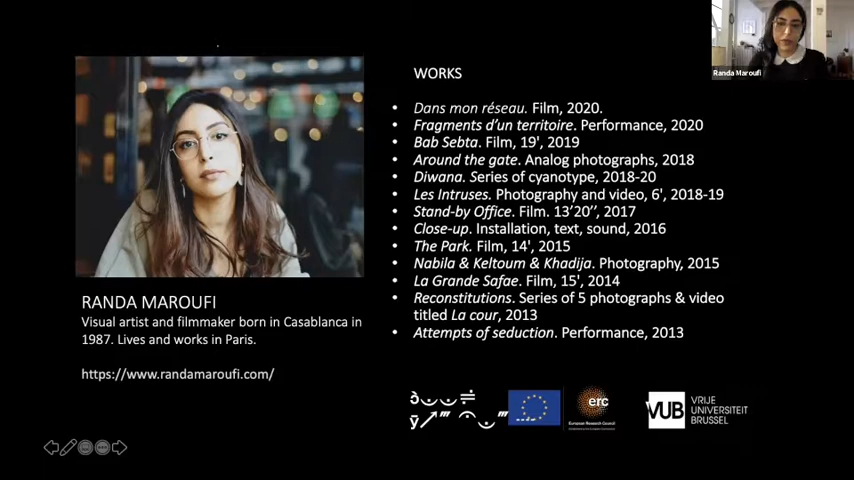 Randa Maroufi
WORKS
• Dans mon réseau. Film, 2020.
• Fragments d'un territoire. Performance, 2020
• Bab Sebta. Film, 19', 2019
• Around the gate. Analog photographs, 2018
• Diwana. Series of cyanotype, 2018-20
• Les Intruses. Photography and video, 6', 2018-19
• Stand-by Office. Film. 13'20'', 2017
• Close-up. Installation, text, sound, 2016
• The Park. Film, 14', 2015
• Nabila & Keltoum & Khadija. Photography, 2015
• La Grande Safae. Film, 15', 2014
• Reconstitutions. Series of 5 photographs & video
titled La cour, 2013
• Attempts of seduction. Performance, 2013
RANDA MAROUFI
Visual artist and filmmaker born in Casablanca in
1987. Lives and works in Paris.
https://www.randamaroufi.com/
erc
European Research Council
VUB
VRIJE
UNIVERSITEIT
BRUSSEL